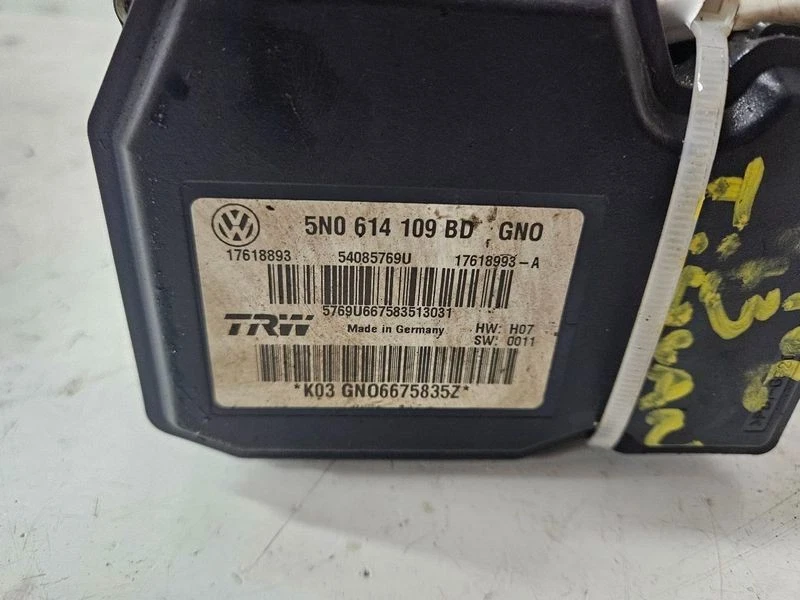 5N0 614 109 BD GNO
17618893 54085769U 17618993-A
5769U667583513031
TRW Made in Germany HW: H07
SW: 0011
*K03 GNO6675835Z*